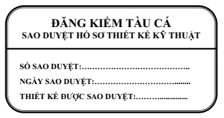 ĐĂNG KIỂM TÀU CÁ
SAO DUYỆT HỒ SƠ THIẾT KẾ KỸ THUẬT
SỐ SAO DUYỆT:…………………………..
NGÀY SAO DUYỆT:……………………........
THIẾT KẾ ĐƯỢC SAO DUYỆT:………..............